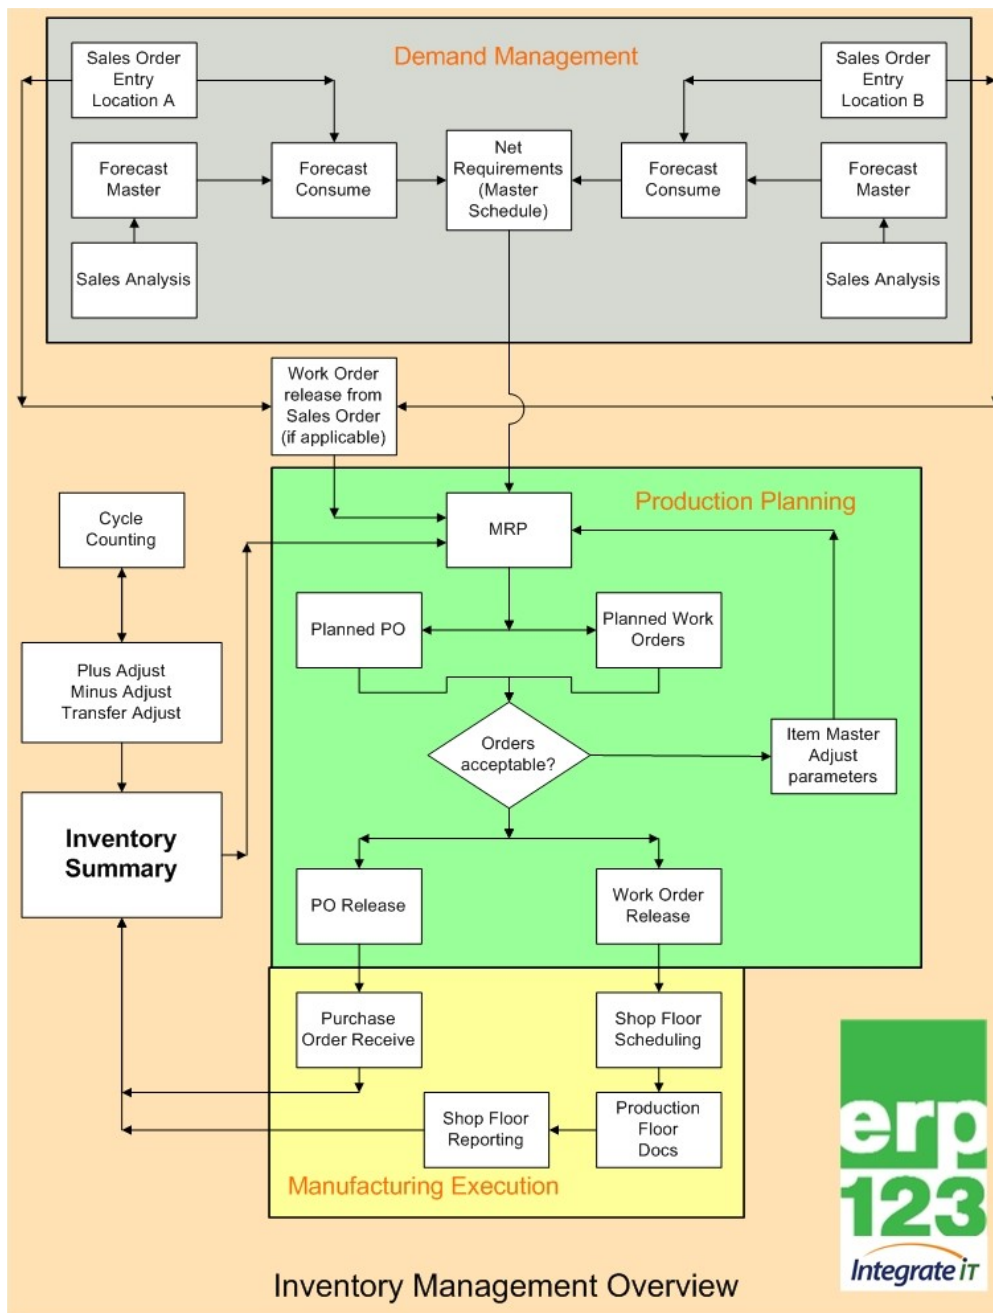 Demand Management
Sales Order
Entry
Location A
Sales Order
Entry
Location B
Forecast
Master
Forecast
Consume
Net
Requirements
(Master
Schedule)
Forecast
Consume
Forecast
Master
Sales Analysis
Sales Analysis
Work Order
release from
Sales Order
(if applicable)
Production Planning
Cycle
Counting
MRP
Planned PO
Planned Work
Orders
Plus Adjust
Minus Adjust
Transfer Adjust
Orders
acceptable?
Item Master
Adjust
parameters
Inventory
Summary
PO Release
Work Order
Release
Purchase
Order Receive
Shop Floor
Scheduling
Shop Floor
Reporting
Production
Floor
Docs
Manufacturing Execution
erp
123
Integrate iT
Inventory Management Overview